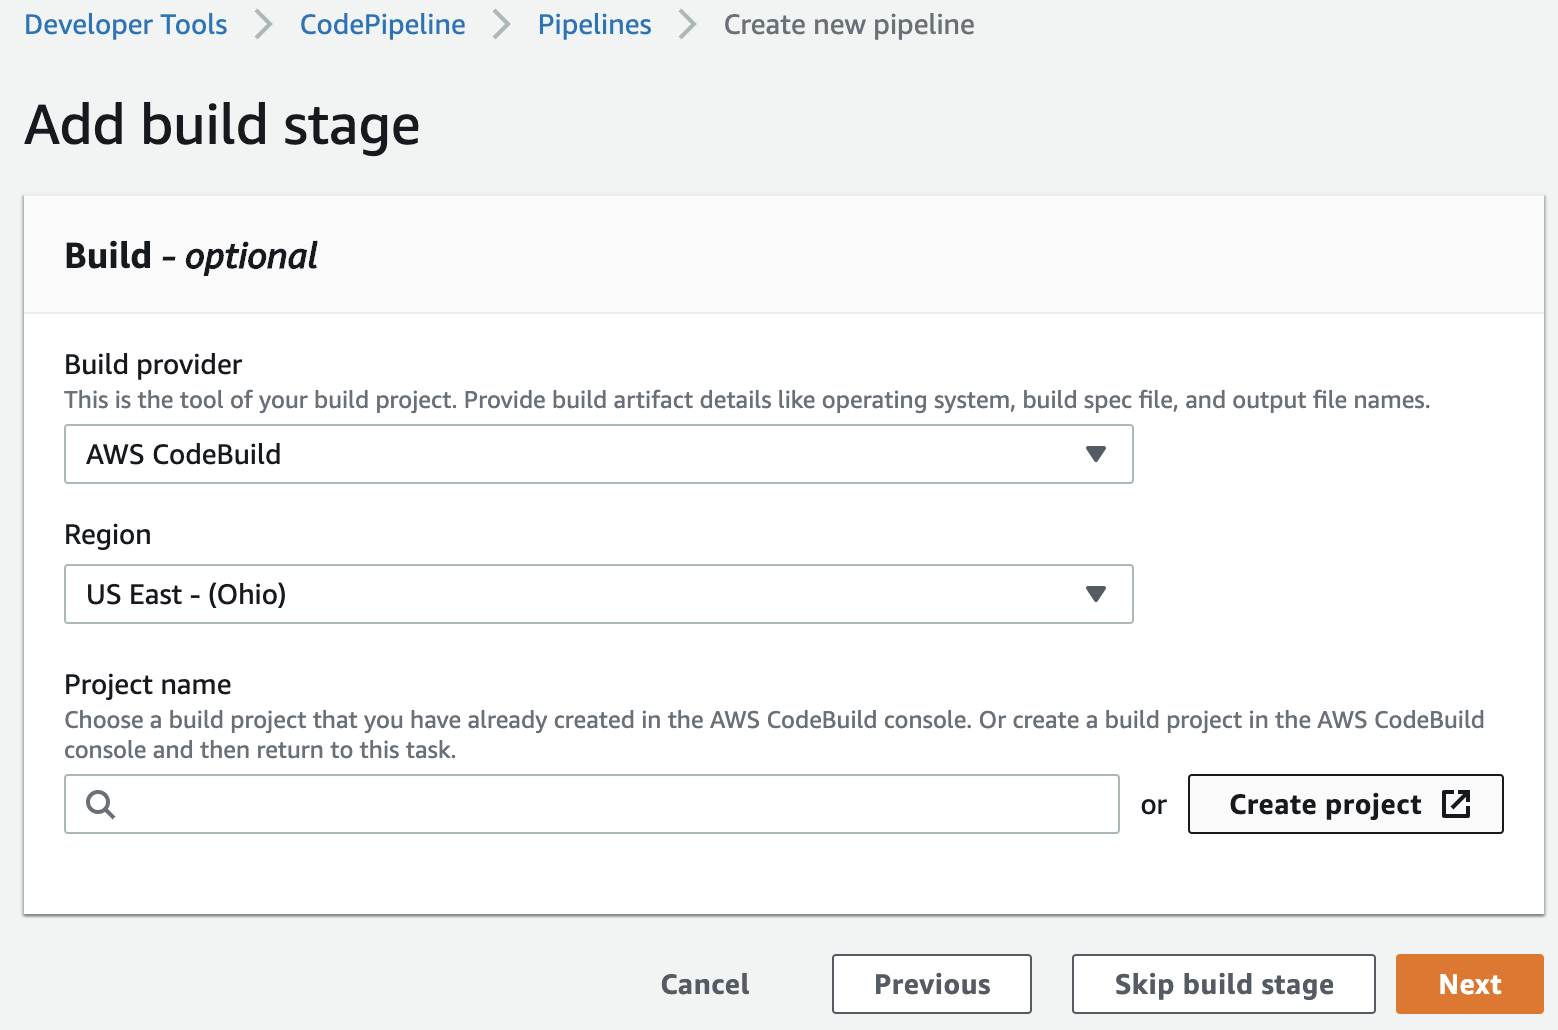 Developer Tools > CodePipeline > Pipelines > Create new pipeline
Add build stage
Build - optional
Build provider
This is the tool of your build project. Provide build artifact details like operating system, build spec file, and output file names.
AWS CodeBuild
Region
US East - (Ohio)
Project name
Choose a build project that you have already created in the AWS CodeBuild console. Or create a build project in the AWS CodeBuild
console and then return to this task.
or Create project
Cancel Previous Skip build stage Next